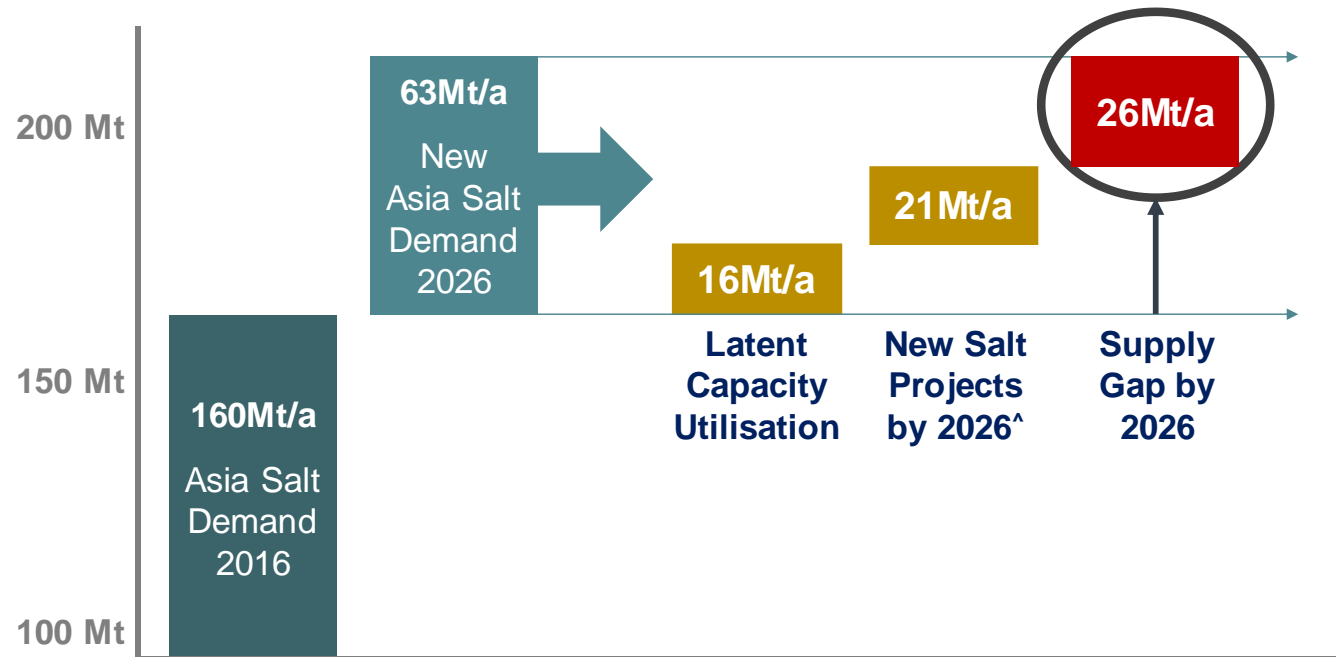 200 Mt
150 Mt
100 Mt
160Mt/a
Asia Salt
Demand
2016
63Mt/a
New
Asia Salt
Demand
2026
16Mt/a
Latent
Capacity
Utilisation
21Mt/a
New Salt
Projects
by 2026^
26Mt/a
Supply
Gap by
2026